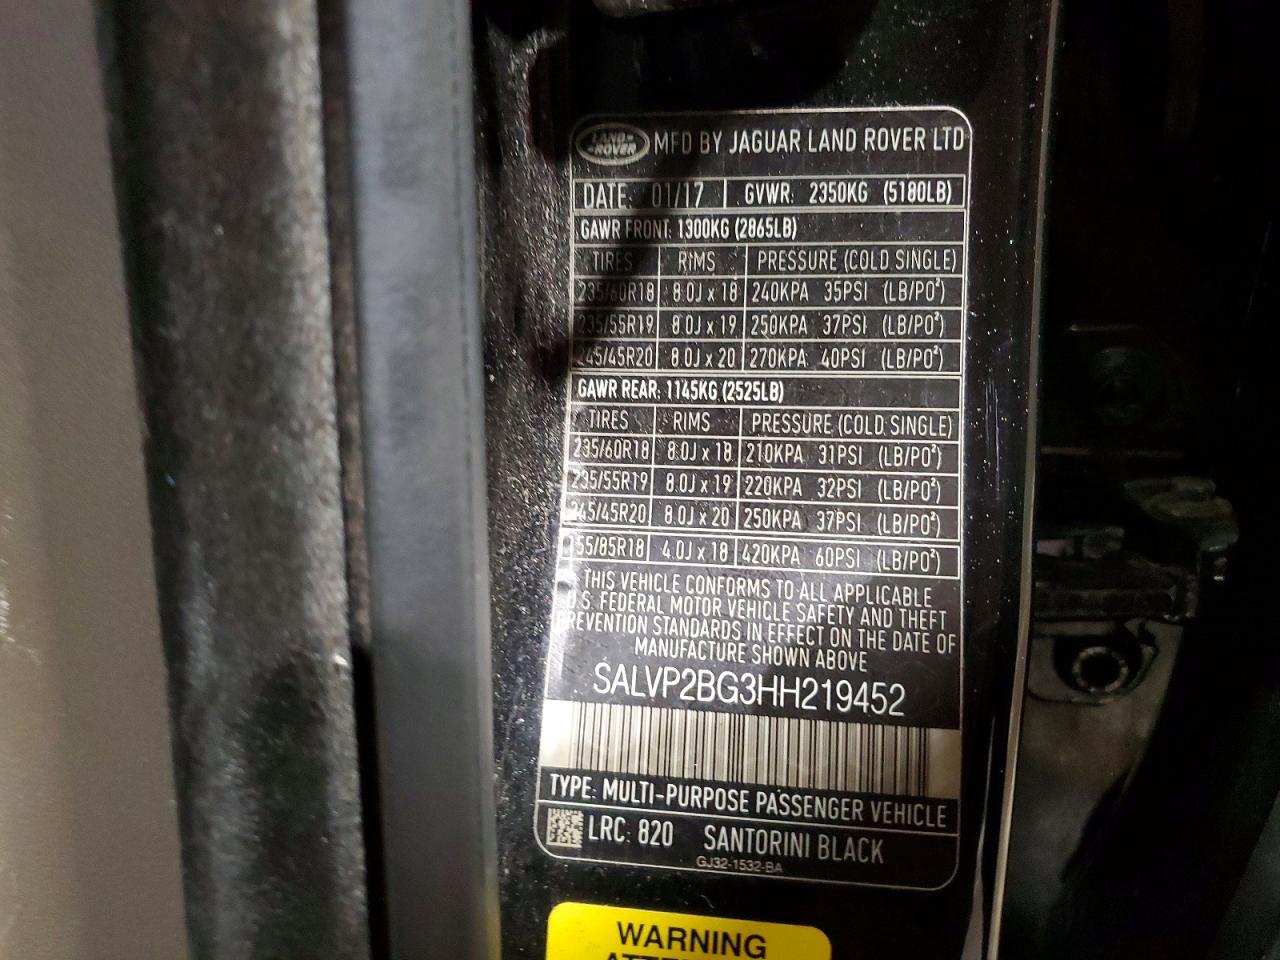 LAND ROVER MFD BY JAGUAR LAND ROVER LTD
DATE: 01/17 GVWR: 2350KG (5180LB)
GAWR FRONT: 1300KG (2865LB)
TIRES RIMS PRESSURE (COLD SINGLE)
235/60R18 8.0J x 18 240KPA 35PSI (LB/PO²)
235/55R19 8.0J x 19 250KPA 37PSI (LB/PO²)
245/45R20 8.0J x 20 270KPA 40PSI (LB/PO²)
GAWR REAR: 1145KG (2525LB)
TIRES RIMS PRESSURE (COLD SINGLE)
235/60R18 8.0J x 18 210KPA 31PSI (LB/PO²)
235/55R19 8.0J x 19 220KPA 32PSI (LB/PO²)
245/45R20 8.0J x 20 250KPA 37PSI (LB/PO²)
155/85R18 4.0J x 18 420KPA 60PSI (LB/PO²)
THIS VEHICLE CONFORMS TO ALL APPLICABLE
U.S. FEDERAL MOTOR VEHICLE SAFETY AND THEFT
PREVENTION STANDARDS IN EFFECT ON THE DATE OF
MANUFACTURE SHOWN ABOVE
SALVP2BG3HH219452
TYPE: MULTI-PURPOSE PASSENGER VEHICLE
LRC: 820 SANTORINI BLACK
GJ32-1532-BA
WARNING